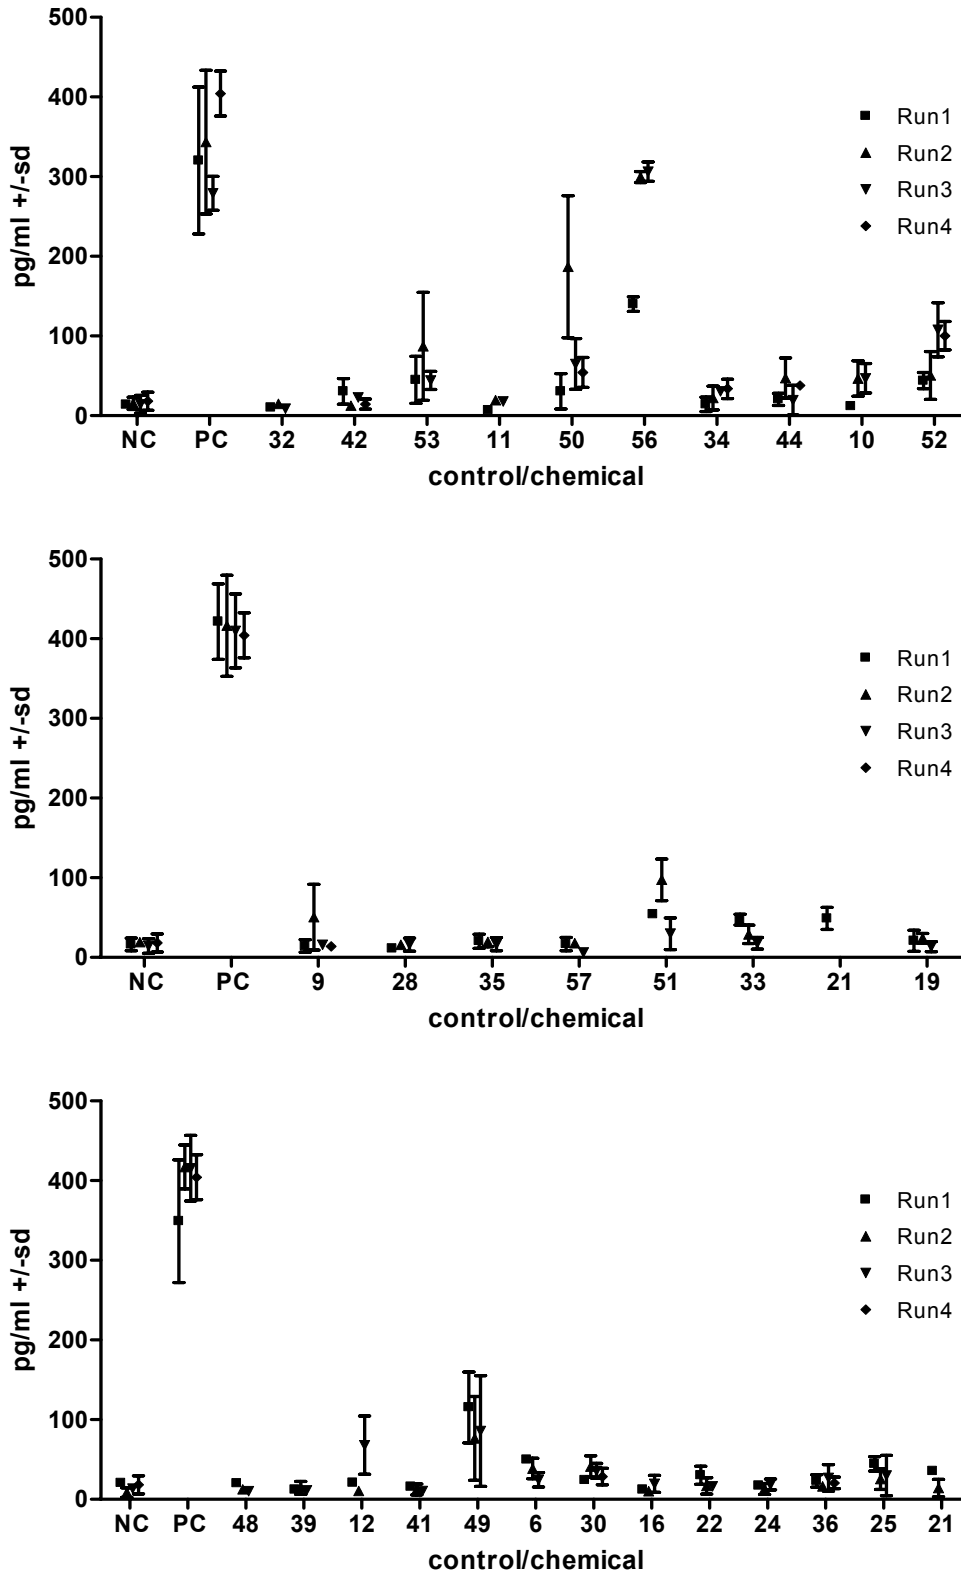 500
400
300
200
100
0
pg/ml +/-sd
Run1
Run2
Run3
Run4
NC PC 32 42 53 11 50 56 34 44 10 52
control/chemical
500
400
300
200
100
0
pg/ml +/-sd
Run1
Run2
Run3
Run4
NC PC 9 28 35 57 51 33 21 19
control/chemical
500
400
300
200
100
0
pg/ml +/-sd
Run1
Run2
Run3
Run4
NC PC 48 39 12 41 49 6 30 16 22 24 36 25 21
control/chemical